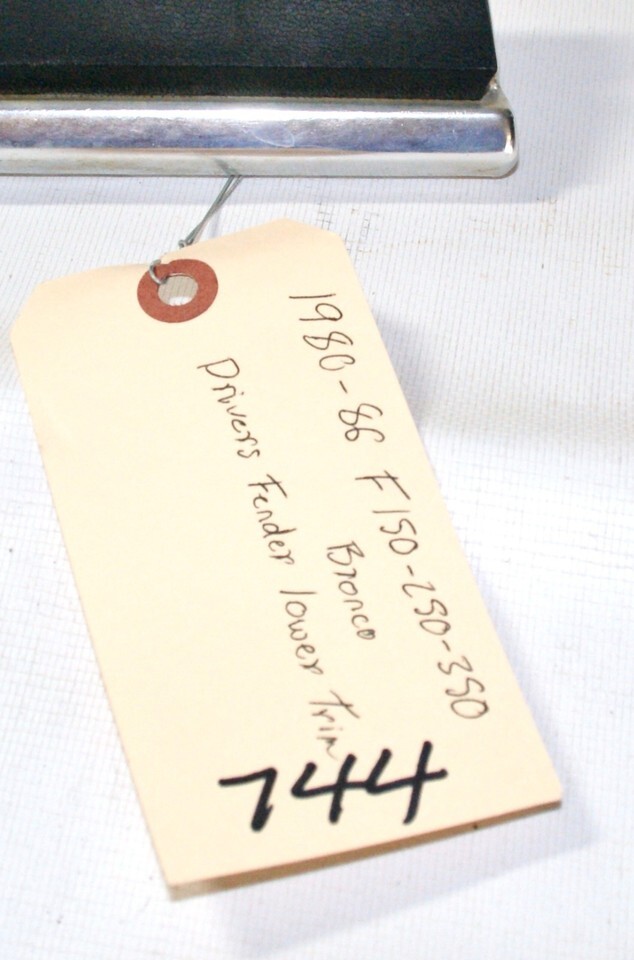 1980-86 F150-250-350
Bronco
Drivers Fender lower Trim
744